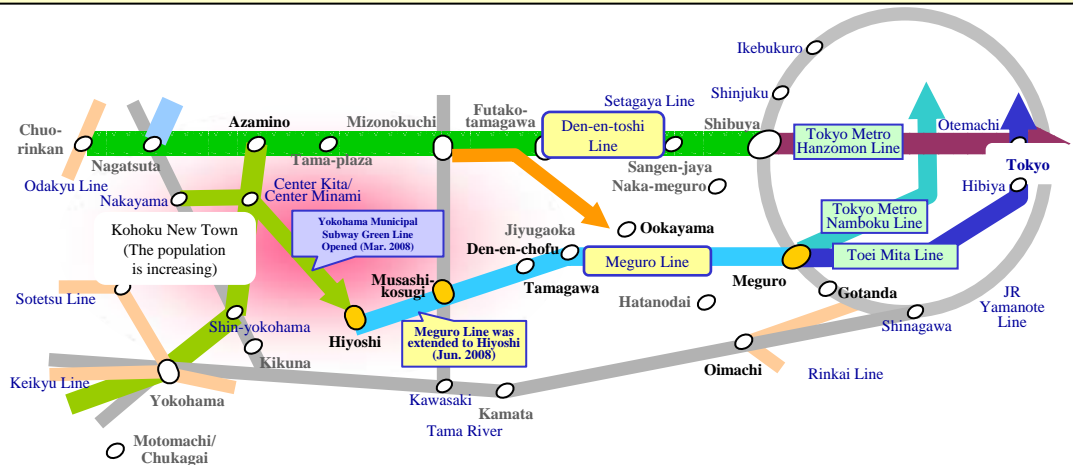 Ikebukuro
Shinjuku
Setagaya Line
Futako-
tamagawa
Den-en-toshi
Line
Shibuya
Tokyo Metro
Hanzomon Line
Otemachi
Tokyo
Chuo-
rinkan
Nagatsuta
Azamino
Tama-plaza
Mizonokuchi
Sangen-jaya
Naka-meguro
Hibiya
Odakyu Line
Nakayama
Center Kita/
Center Minami
Kohoku New Town
(The population
is increasing)
Yokohama Municipal
Subway Green Line
Opened (Mar. 2008)
Jiyugaoka
Den-en-chofu
Tamagawa
Ookayama
Meguro Line
Tokyo Metro
Namboku Line
Toei Mita Line
Meguro
Gotanda
Shinagawa
JR
Yamanote
Line
Sotetsu Line
Musashi-
kosugi
Hiyoshi
Meguro Line was
extended to Hiyoshi
(Jun. 2008)
Hatanodai
Shin-yokohama
Kikuna
Oimachi
Rinkai Line
Keikyu Line
Yokohama
Kawasaki
Kamata
Tama River
Motomachi/
Chukagai